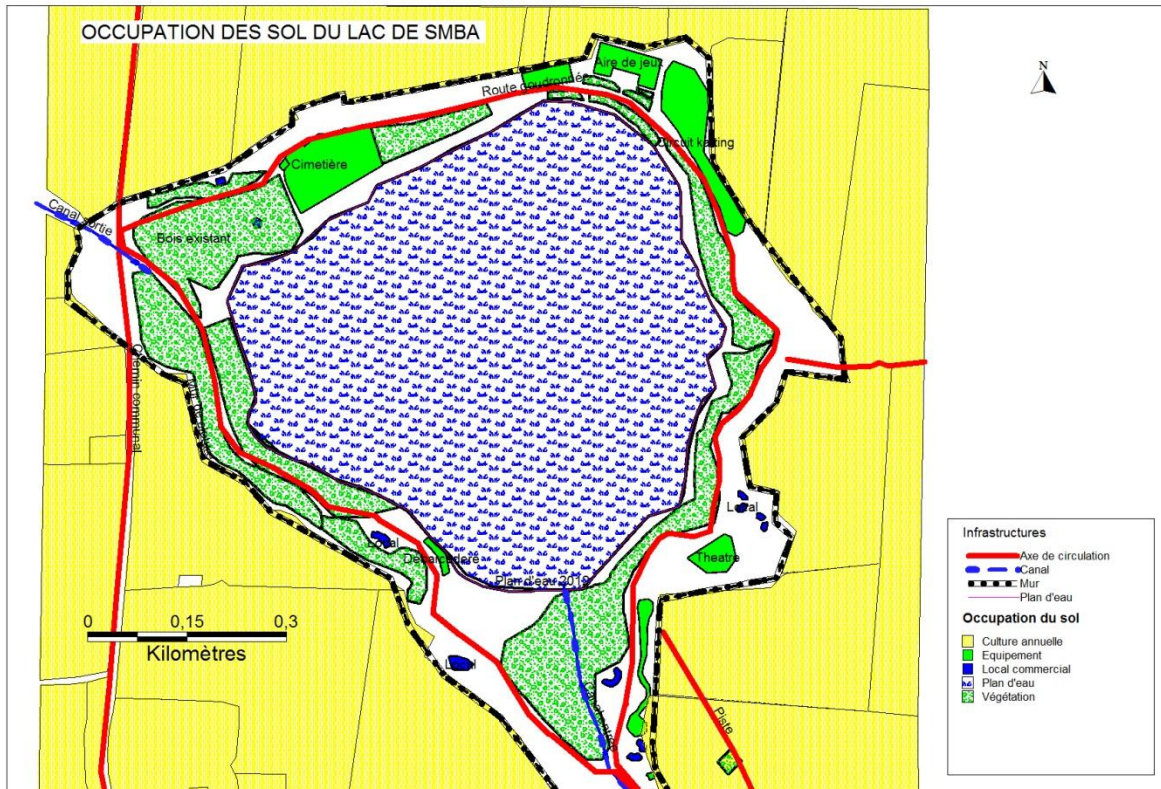 OCCUPATION DES SOL DU LAC DE SMBA
N
Aire de jeux
Route goudronnée
Circuit karting
Cimetière
Canal sortie
Bois existant
Chemin communal
Local
Local
Débarcadère
Theatre
Plan d'eau 2019
0 0,15 0,3
Kilomètres
Local
Piste
Infrastructures
Axe de circulation
Canal
Mur
Plan d'eau
Occupation du sol
Culture annuelle
Equipement
Local commercial
Plan d'eau
Végétation